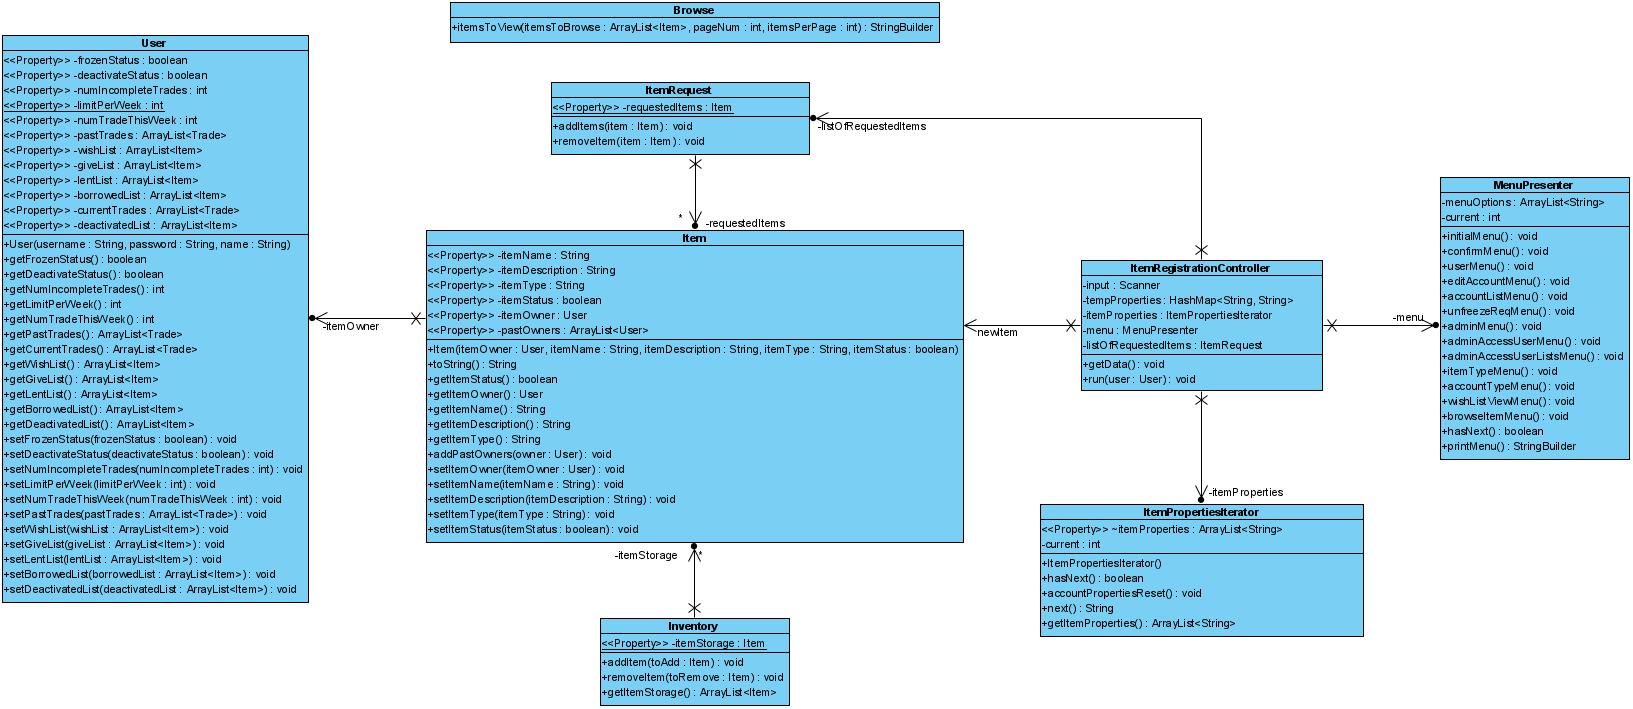 Browse
+itemsToView(itemsToBrowse : ArrayList<Item>, pageNum : int, itemsPerPage : int) : StringBuilder
User
<<Property>> -frozenStatus : boolean
<<Property>> -deactivateStatus : boolean
<<Property>> -numIncompleteTrades : int
<<Property>> -limitPerWeek : int
<<Property>> -numTradeThisWeek : int
<<Property>> -pastTrades : ArrayList<Trade>
<<Property>> -wishList : ArrayList<Item>
<<Property>> -giveList : ArrayList<Item>
<<Property>> -lentList : ArrayList<Item>
<<Property>> -borrowedList : ArrayList<Item>
<<Property>> -currentTrades : ArrayList<Trade>
<<Property>> -deactivatedList : ArrayList<Item>
+User(username : String, password : String, name : String)
+getFrozenStatus() : boolean
+getDeactivateStatus() : boolean
+getNumIncompleteTrades() : int
+getLimitPerWeek() : int
+getNumTradeThisWeek() : int
+getPastTrades() : ArrayList<Trade>
+getCurrentTrades() : ArrayList<Trade>
+getWishList() : ArrayList<Item>
+getGiveList() : ArrayList<Item>
+getLentList() : ArrayList<Item>
+getBorrowedList() : ArrayList<Item>
+getDeactivatedList() : ArrayList<Item>
+setFrozenStatus(frozenStatus : boolean) : void
+setDeactivateStatus(deactivateStatus : boolean) : void
+setNumIncompleteTrades(numIncompleteTrades : int) : void
+setLimitPerWeek(limitPerWeek : int) : void
+setNumTradeThisWeek(numTradeThisWeek : int) : void
+setPastTrades(pastTrades : ArrayList<Trade>) : void
+setWishList(wishList : ArrayList<Item>) : void
+setGiveList(giveList : ArrayList<Item>) : void
+setLentList(lentList : ArrayList<Item>) : void
+setBorrowedList(borrowedList : ArrayList<Item>) : void
+setDeactivatedList(deactivatedList : ArrayList<Item>) : void
ItemRequest
<<Property>> -requestedItems : Item
+addItems(item : Item) : void
+removeItem(item : Item) : void
-listOfRequestedItems
*
-requestedItems
-itemOwner
Item
<<Property>> -itemName : String
<<Property>> -itemDescription : String
<<Property>> -itemType : String
<<Property>> -itemStatus : boolean
<<Property>> -itemOwner : User
<<Property>> -pastOwners : ArrayList<User>
+Item(itemOwner : User, itemName : String, itemDescription : String, itemType : String, itemStatus : boolean)
+toString() : String
+getItemStatus() : boolean
+getItemOwner() : User
+getItemName() : String
+getItemDescription() : String
+getItemType() : String
+addPastOwners(owner : User) : void
+setItemOwner(itemOwner : User) : void
+setItemName(itemName : String) : void
+setItemDescription(itemDescription : String) : void
+setItemType(itemType : String) : void
+setItemStatus(itemStatus : boolean) : void
-itemStorage
*
Inventory
<<Property>> -itemStorage : Item
+addItem(toAdd : Item) : void
+removeItem(toRemove : Item) : void
+getItemStorage() : ArrayList<Item>
newItem
ItemRegistrationController
-input : Scanner
-tempProperties : HashMap<String, String>
-itemProperties : ItemPropertiesIterator
-menu : MenuPresenter
-listOfRequestedItems : ItemRequest
+getData() : void
+run(user : User) : void
-menu
-itemProperties
ItemPropertiesIterator
<<Property>> ~itemProperties : ArrayList<String>
-current : int
+ItemPropertiesIterator()
+hasNext() : boolean
+accountPropertiesReset() : void
+next() : String
+getItemProperties() : ArrayList<String>
MenuPresenter
-menuOptions : ArrayList<String>
-current : int
+initialMenu() : void
+confirmMenu() : void
+userMenu() : void
+editAccountMenu() : void
+accountListMenu() : void
+unfreezeReqMenu() : void
+adminMenu() : void
+adminAccessUserMenu() : void
+adminAccessUserListsMenu() : void
+itemTypeMenu() : void
+accountTypeMenu() : void
+wishListViewMenu() : void
+browseItemMenu() : void
+hasNext() : boolean
+printMenu() : StringBuilder